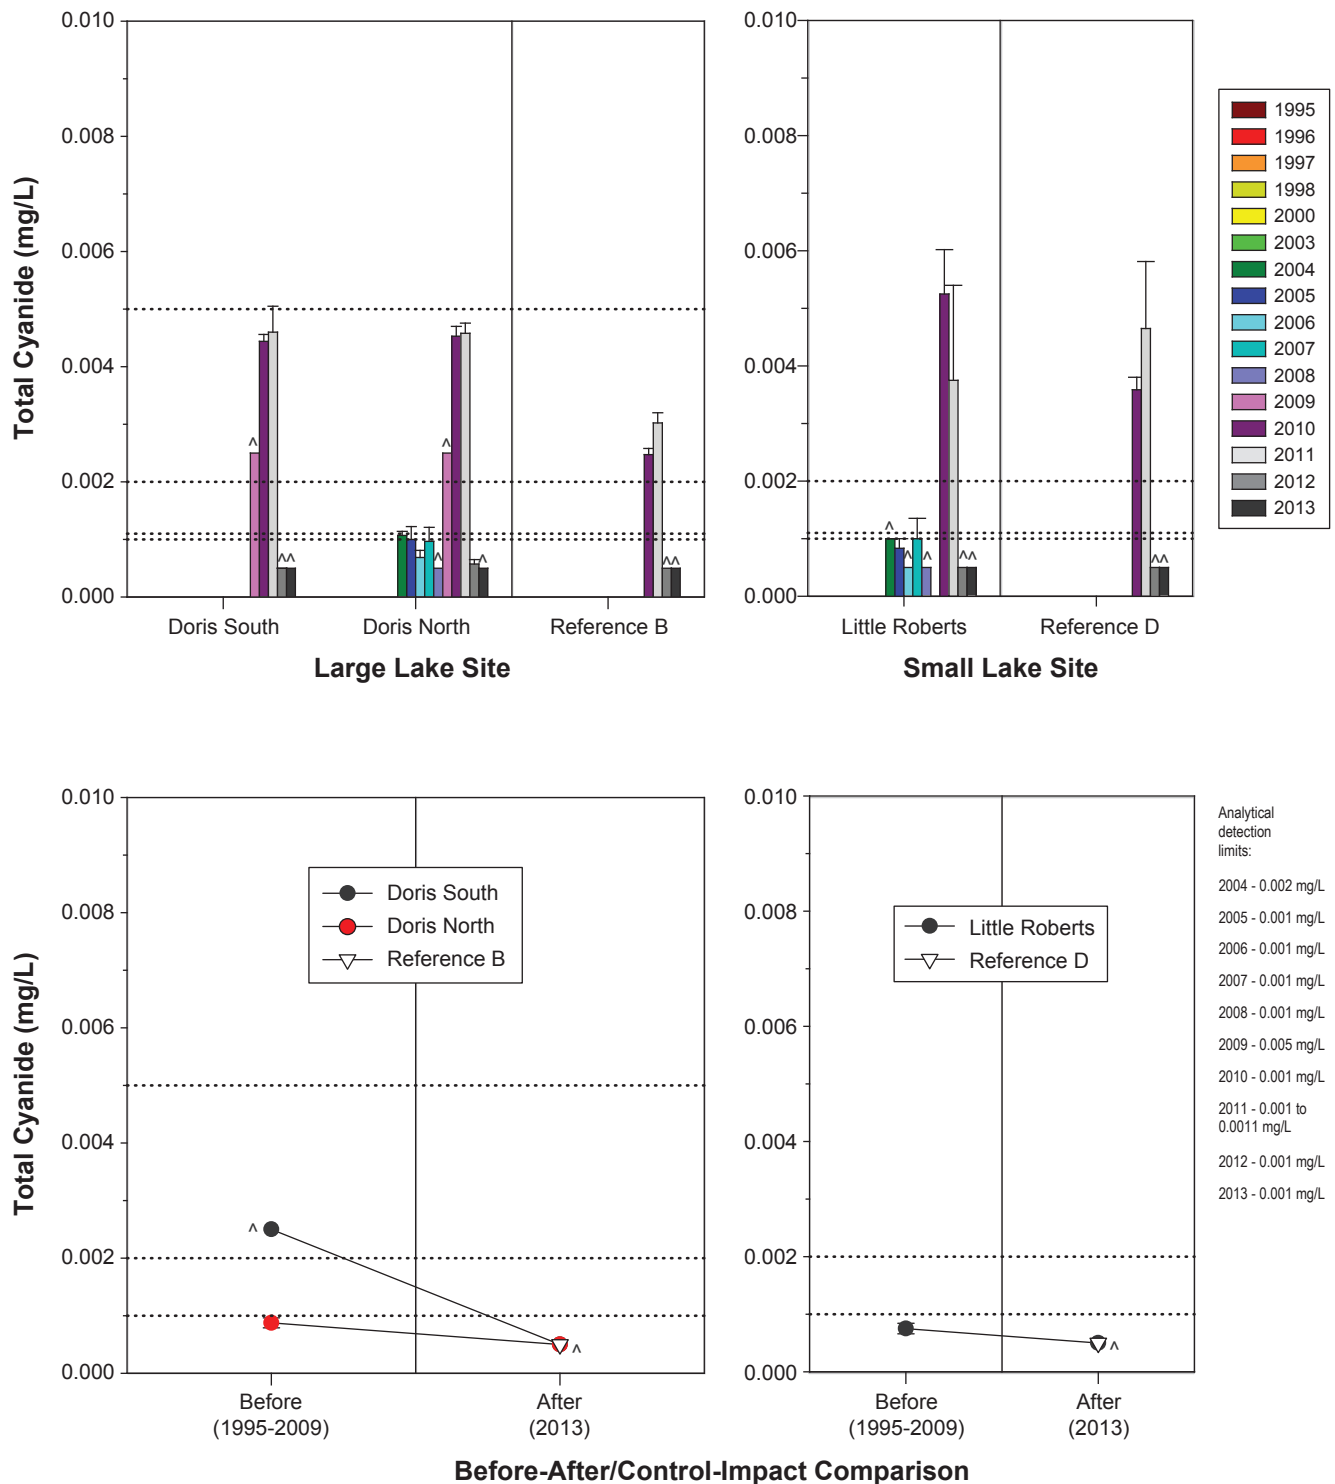 0.010
0.008
0.006
0.004
0.002
0.000
Total Cyanide (mg/L)
^
^^
^
^
^
^^
Doris South
Doris North
Reference B
Large Lake Site
0.010
0.008
0.006
0.004
0.002
0.000
^
^
^
^^
^^
Little Roberts
Reference D
Small Lake Site
1995
1996
1997
1998
2000
2003
2004
2005
2006
2007
2008
2009
2010
2011
2012
2013
0.010
0.008
0.006
0.004
0.002
0.000
Total Cyanide (mg/L)
Doris South
Doris North
Reference B
^
^
Before
(1995-2009)
After
(2013)
0.010
0.008
0.006
0.004
0.002
0.000
Little Roberts
Reference D
^
Before
(1995-2009)
After
(2013)
Before-After/Control-Impact Comparison
Analytical
detection
limits:
2004 - 0.002 mg/L
2005 - 0.001 mg/L
2006 - 0.001 mg/L
2007 - 0.001 mg/L
2008 - 0.001 mg/L
2009 - 0.005 mg/L
2010 - 0.001 mg/L
2011 - 0.001 to
0.0011 mg/L
2012 - 0.001 mg/L
2013 - 0.001 mg/L